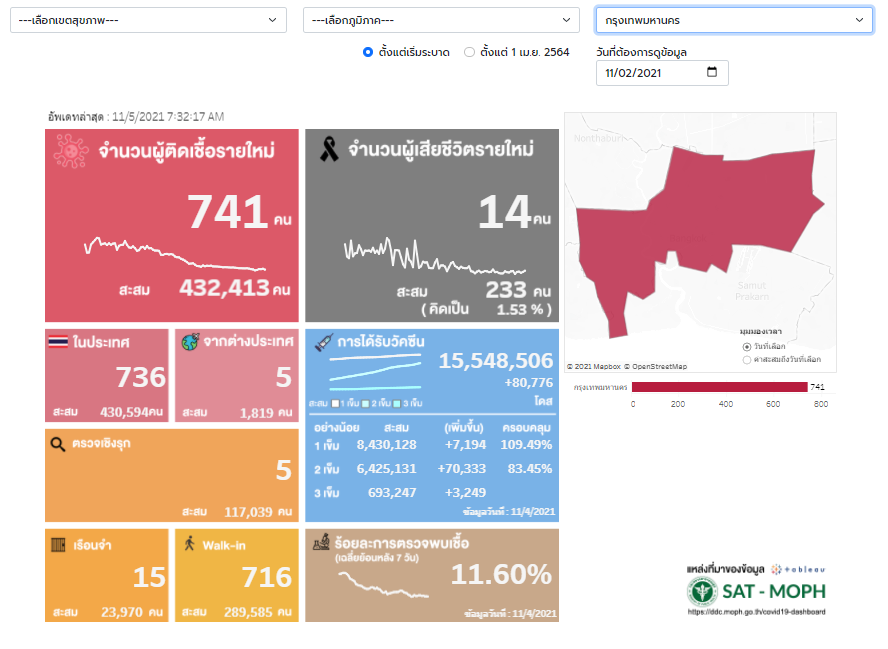 ---เลือกเขตสุขภาพ---
---เลือกภูมิภาค---
กรุงเทพมหานคร
ตั้งแต่เริ่มระบาด
ตั้งแต่ 1 เม.ย. 2564
วันที่ต้องการดูข้อมูล
11/02/2021
อัพเดทล่าสุด : 11/5/2021 7:32:17 AM
จำนวนผู้ติดเชื้อรายใหม่
741 คน
สะสม 432,413 คน
จำนวนผู้เสียชีวิตรายใหม่
14 คน
สะสม 233 คน
( คิดเป็น 1.53 % )
Nonthaburi
Samut
Prakarn
มุมมองเวลา
วันที่เลือก
ค่าสะสมถึงวันที่เลือก
© 2021 Mapbox © OpenStreetMap
กรุงเทพมหานคร 741
0 200 400 600 800
ในประเทศ
736
สะสม 430,594คน
จากต่างประเทศ
5
สะสม 1,819 คน
การได้รับวัคซีน
15,548,506
+80,776
โดส
สะสม 1 เข็ม 2 เข็ม 3 เข็ม
อย่างน้อย สะสม (เพิ่มขึ้น) ครอบคลุม
1 เข็ม 8,430,128 +7,194 109.49%
2 เข็ม 6,425,131 +70,333 83.45%
3 เข็ม 693,247 +3,249
ข้อมูลวันที่ : 11/4/2021
ตรวจเชิงรุก
5
สะสม 117,039 คน
เรือนจำ
15
สะสม 23,970 คน
Walk-in
716
สะสม 289,585 คน
ร้อยละการตรวจพบเชื้อ
(เฉลี่ยย้อนหลัง 7 วัน)
11.60%
ข้อมูลวันที่ : 11/4/2021
แหล่งที่มาของข้อมูล +tableau
SAT - MOPH
https://ddc.moph.go.th/covid19-dashboard